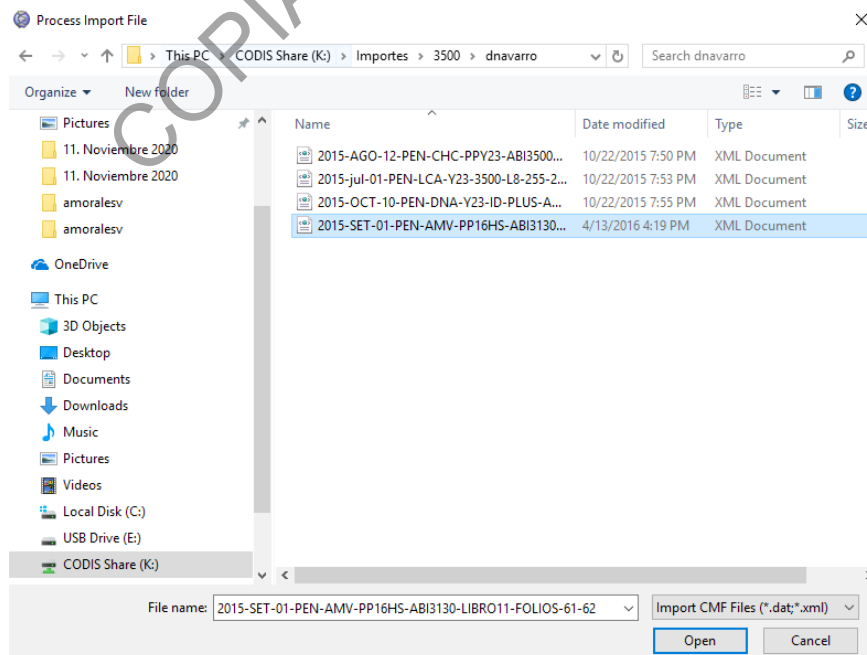 Process Import File
This PC > CODIS Share (K:) > Importes > 3500 > dnavarro
Search dnavarro
Organize
New folder
Pictures
11. Noviembre 2020
11. Noviembre 2020
amoralesv
amoralesv
OneDrive
This PC
3D Objects
Desktop
Documents
Downloads
Music
Pictures
Videos
Local Disk (C:)
USB Drive (E:)
CODIS Share (K:)
Name Date modified Type Size
2015-AGO-12-PEN-CHC-PPY23-ABI3500... 10/22/2015 7:50 PM XML Document
2015-jul-01-PEN-LCA-Y23-3500-L8-255-2... 10/22/2015 7:53 PM XML Document
2015-OCT-10-PEN-DNA-Y23-ID-PLUS-A... 10/22/2015 7:55 PM XML Document
2015-SET-01-PEN-AMV-PP16HS-ABI3130... 4/13/2016 4:19 PM XML Document
File name: 2015-SET-01-PEN-AMV-PP16HS-ABI3130-LIBRO11-FOLIOS-61-62
Import CMF Files (*.dat;*.xml)
Open
Cancel
COPIA